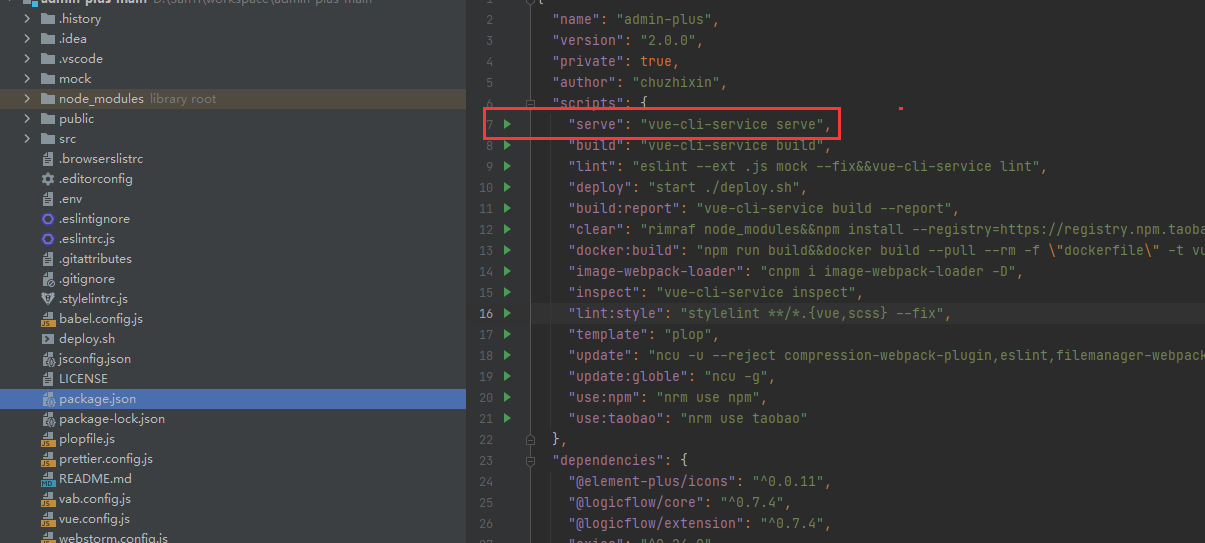 admin-plus-main D:\SanYi\workspace\admin-plus-main
.history
.idea
.vscode
mock
node_modules library root
public
src
.browserslistrc
.editorconfig
.env
.eslintignore
.eslintrc.js
.gitattributes
.gitignore
.stylelintrc.js
babel.config.js
deploy.sh
jsconfig.json
LICENSE
package.json
package-lock.json
plopfile.js
prettier.config.js
README.md
vab.config.js
vue.config.js
webstorm.config.js
1 {
2 "name": "admin-plus",
3 "version": "2.0.0",
4 "private": true,
5 "author": "chuzhixin",
6 "scripts": {
7 "serve": "vue-cli-service serve",
8 "build": "vue-cli-service build",
9 "lint": "eslint --ext .js mock --fix&&vue-cli-service lint",
10 "deploy": "start ./deploy.sh",
11 "build:report": "vue-cli-service build --report",
12 "clear": "rimraf node_modules&&npm install --registry=https://registry.npm.taoba
13 "docker:build": "npm run build&&docker build --pull --rm -f \"dockerfile\" -t vu
14 "image-webpack-loader": "cnpm i image-webpack-loader -D",
15 "inspect": "vue-cli-service inspect",
16 "lint:style": "stylelint **/*.{vue,scss} --fix",
17 "template": "plop",
18 "update": "ncu -u --reject compression-webpack-plugin,eslint,filemanager-webpack
19 "update:globle": "ncu -g",
20 "use:npm": "nrm use npm",
21 "use:taobao": "nrm use taobao"
22 },
23 "dependencies": {
24 "@element-plus/icons": "^0.0.11",
25 "@logicflow/core": "^0.7.4",
26 "@logicflow/extension": "^0.7.4",
27